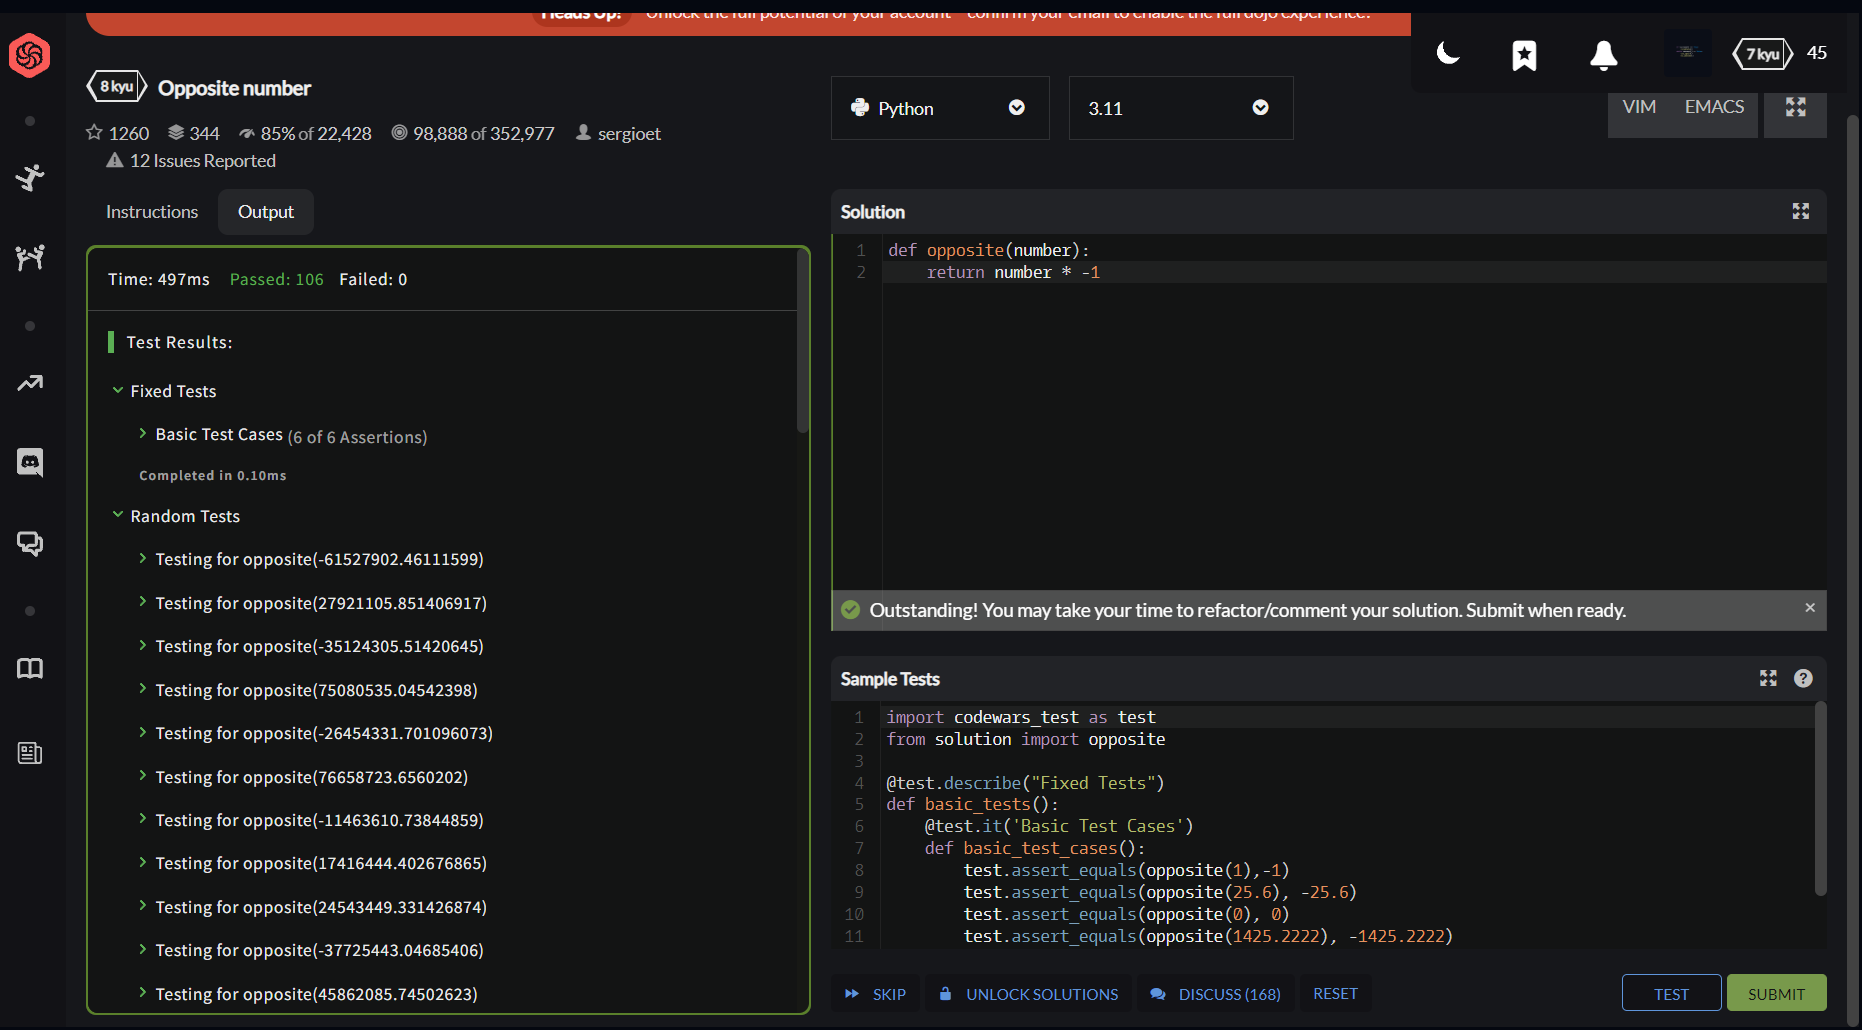 Heads Up! Unlock the full potential of your account - confirm your email to enable the full dojo experience.
7 kyu 45
8 kyu Opposite number
1260 344 85% of 22,428 98,888 of 352,977 sergioet
12 Issues Reported
Python 3.11
VIM EMACS
Instructions Output
Time: 497ms Passed: 106 Failed: 0
Test Results:
Fixed Tests
Basic Test Cases (6 of 6 Assertions)
Completed in 0.10ms
Random Tests
Testing for opposite(-61527902.46111599)
Testing for opposite(27921105.851406917)
Testing for opposite(-35124305.51420645)
Testing for opposite(75080535.04542398)
Testing for opposite(-26454331.701096073)
Testing for opposite(76658723.6560202)
Testing for opposite(-11463610.73844859)
Testing for opposite(17416444.402676865)
Testing for opposite(24543449.331426874)
Testing for opposite(-37725443.04685406)
Testing for opposite(45862085.74502623)
Solution
1 def opposite(number):
2     return number * -1
Outstanding! You may take your time to refactor/comment your solution. Submit when ready.
Sample Tests
1 import codewars_test as test
2 from solution import opposite
3
4 @test.describe("Fixed Tests")
5 def basic_tests():
6     @test.it('Basic Test Cases')
7     def basic_test_cases():
8         test.assert_equals(opposite(1),-1)
9         test.assert_equals(opposite(25.6), -25.6)
10         test.assert_equals(opposite(0), 0)
11         test.assert_equals(opposite(1425.2222), -1425.2222)
SKIP UNLOCK SOLUTIONS DISCUSS (168) RESET TEST SUBMIT